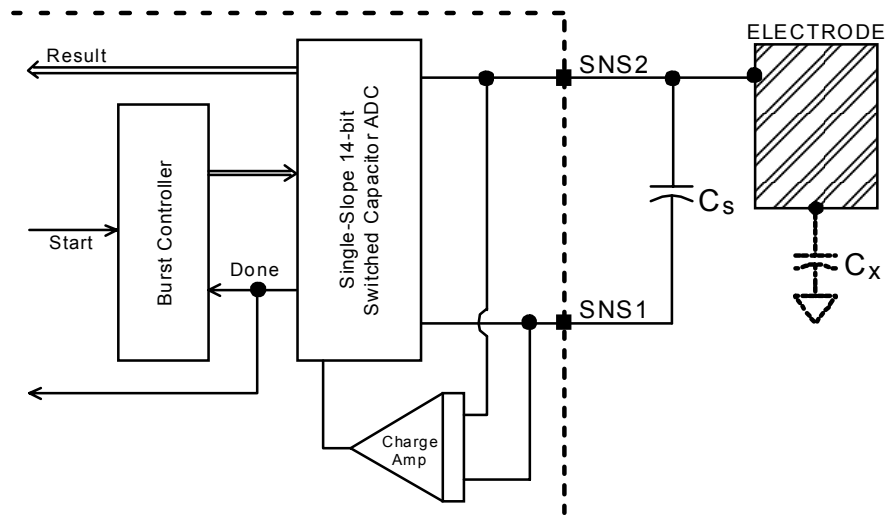 ELECTRODE
Result
SNS2
Burst Controller
Single-Slope 14-bit
Switched Capacitor ADC
Cs
Start
Done
Cx
SNS1
Charge
Amp